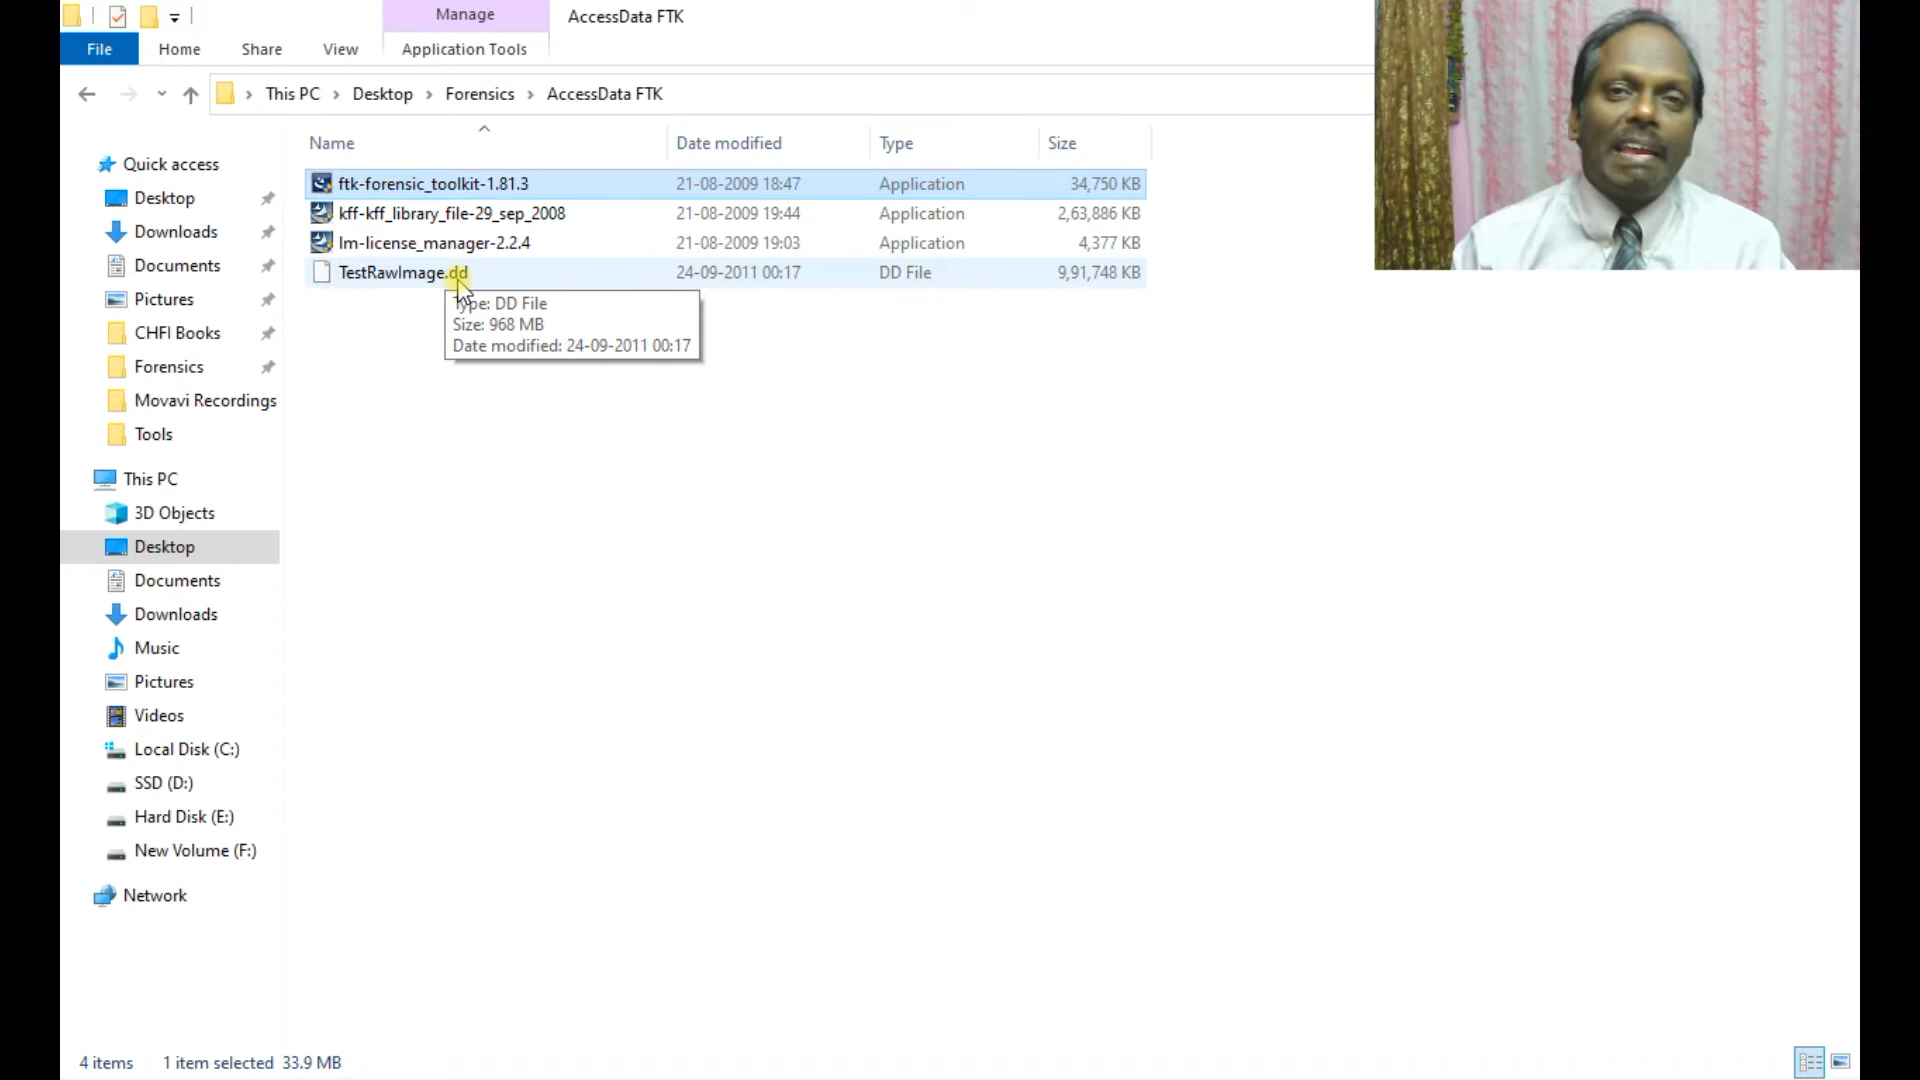 Manage
AccessData FTK
File Home Share View Application Tools
This PC Desktop Forensics AccessData FTK
Name Date modified Type Size
ftk-forensic_toolkit-1.81.3 21-08-2009 18:47 Application 34,750 KB
kff-kff_library_file-29_sep_2008 21-08-2009 19:44 Application 2,63,886 KB
lm-license_manager-2.2.4 21-08-2009 19:03 Application 4,377 KB
TestRawImage.dd 24-09-2011 00:17 DD File 9,91,748 KB
Type: DD File
Size: 968 MB
Date modified: 24-09-2011 00:17
Quick access
Desktop
Downloads
Documents
Pictures
CHFI Books
Forensics
Movavi Recordings
Tools
This PC
3D Objects
Desktop
Documents
Downloads
Music
Pictures
Videos
Local Disk (C:)
SSD (D:)
Hard Disk (E:)
New Volume (F:)
Network
4 items 1 item selected 33.9 MB